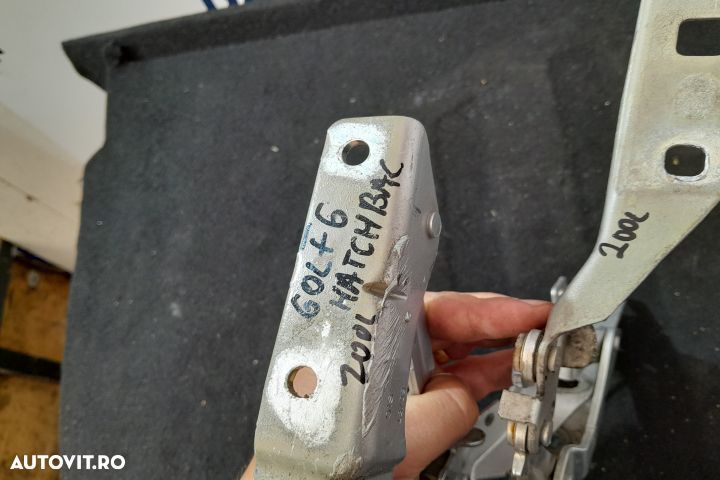 GOLF 6
200L HATCHBAC
200L
AUTOVIT.RO